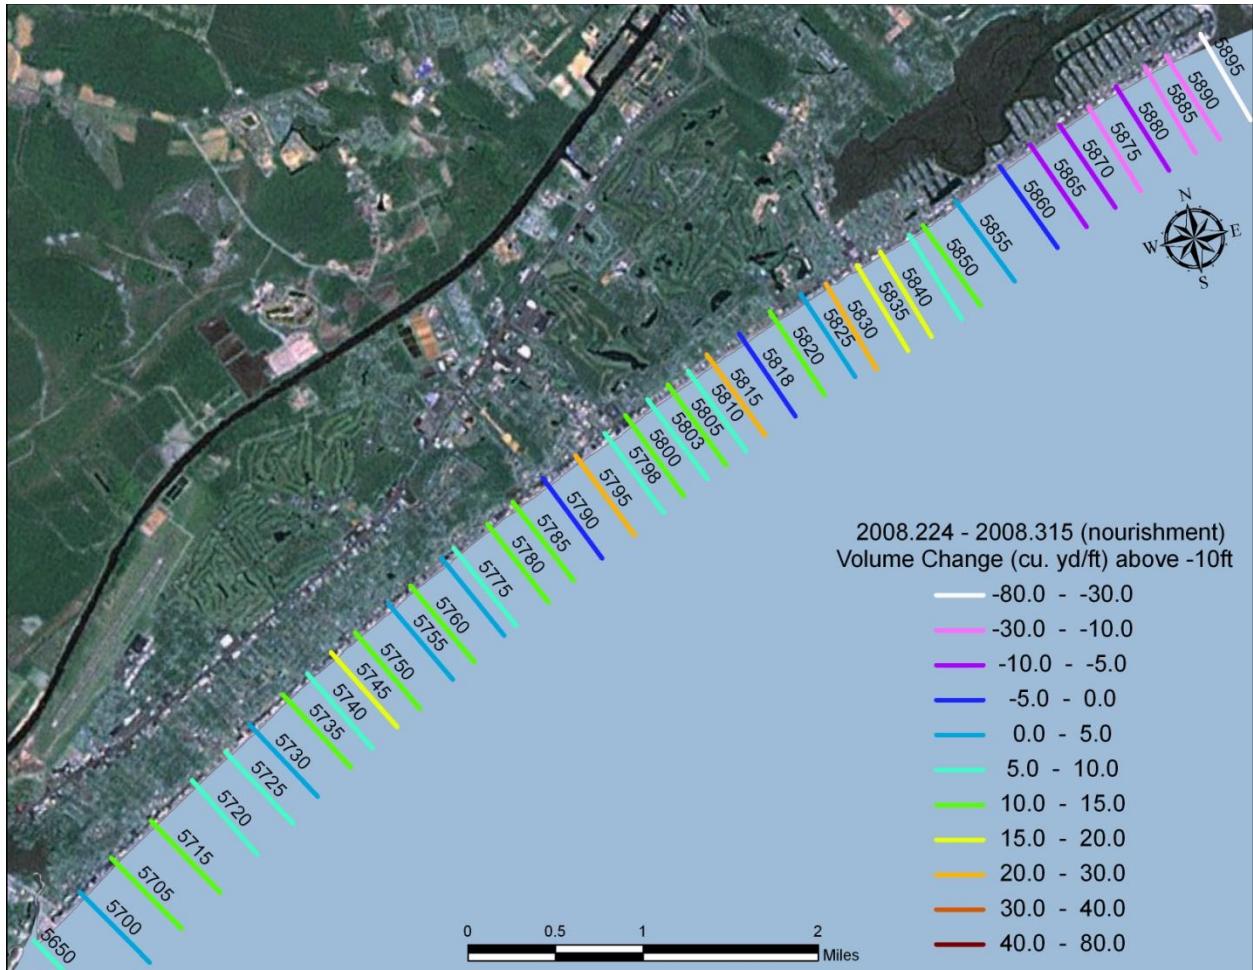 5895
5890
5885
5880
5875
5870
5865
5860
5855
5850
5840
5835
5830
5825
5820
5818
5815
5810
5805
5803
5800
5798
5795
5790
5785
5780
5775
5760
5755
5750
5745
5740
5735
5730
5725
5720
5715
5705
5700
5650
N
W E
S
2008.224 - 2008.315 (nourishment)
Volume Change (cu. yd/ft) above -10ft
-80.0 - -30.0
-30.0 - -10.0
-10.0 - -5.0
-5.0 - 0.0
0.0 - 5.0
5.0 - 10.0
10.0 - 15.0
15.0 - 20.0
20.0 - 30.0
30.0 - 40.0
40.0 - 80.0
0 0.5 1 2
Miles